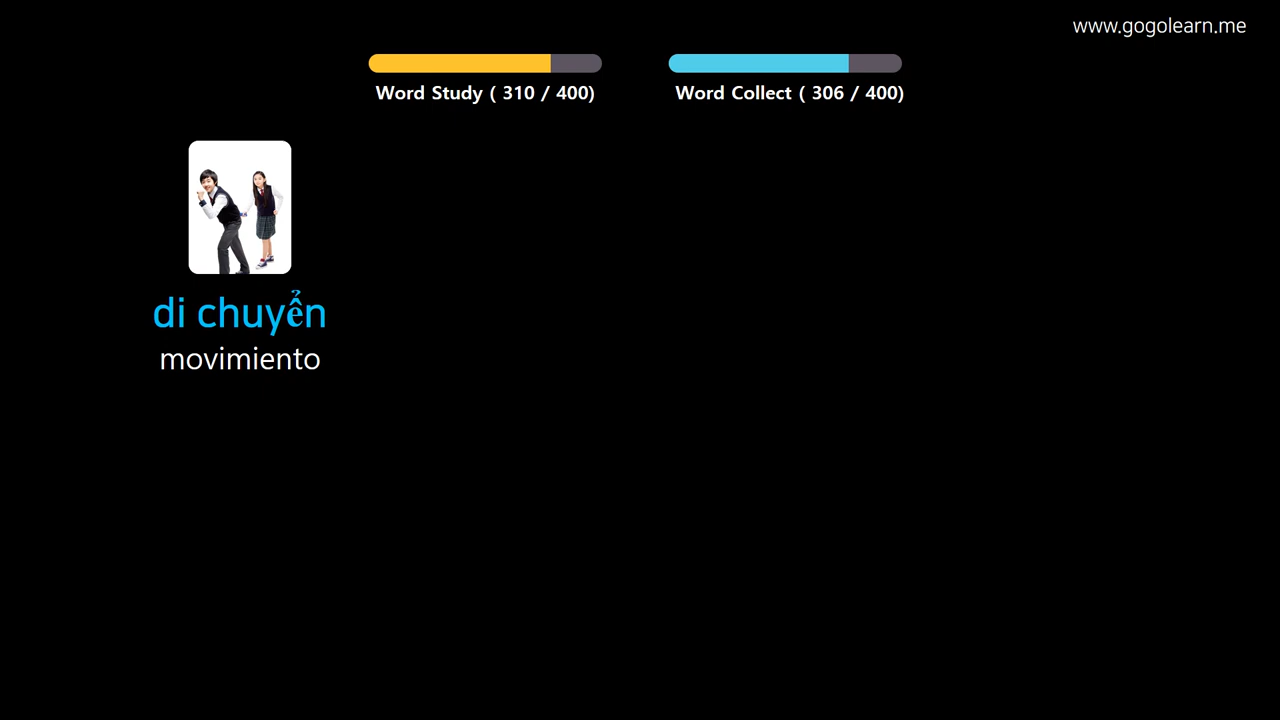 www.gogolearn.me
Word Study ( 310 / 400)
Word Collect ( 306 / 400)
di chuyển
movimiento